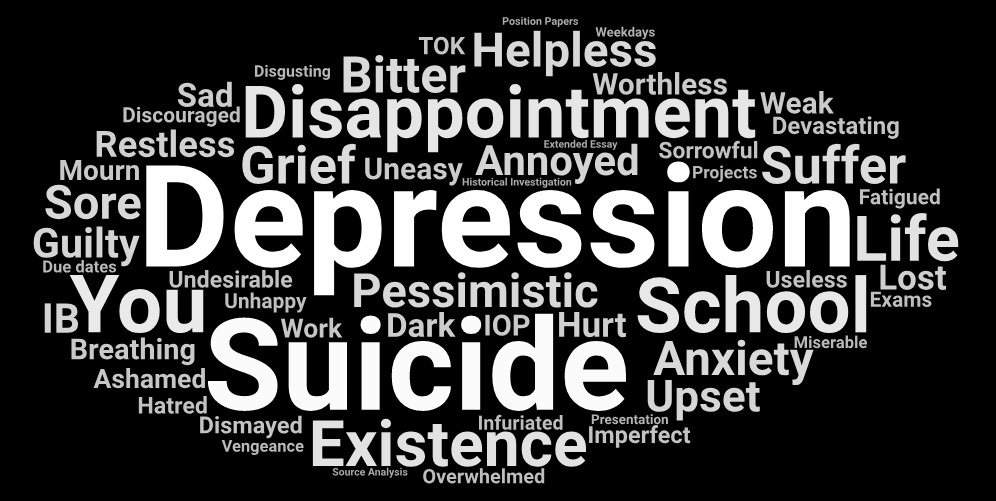 Position Papers
Weekdays
TOK Helpless
Disgusting Bitter Worthless
Sad Disappointment Weak
Discouraged Devastating
Restless Extended Essay
Grief Uneasy Annoyed Sorrowful Suffer
Mourn Projects
Historical Investigation
Sore Depression Fatigued
Guilty Life
Due dates
Undesirable Useless Lost
IB You Unhappy Pessimistic School Exams
Work Dark IOP Hurt
Breathing Suicide Anxiety Miserable
Ashamed Upset
Hatred
Dismayed Infuriated Presentation
Vengeance Existence Imperfect
Source Analysis Overwhelmed